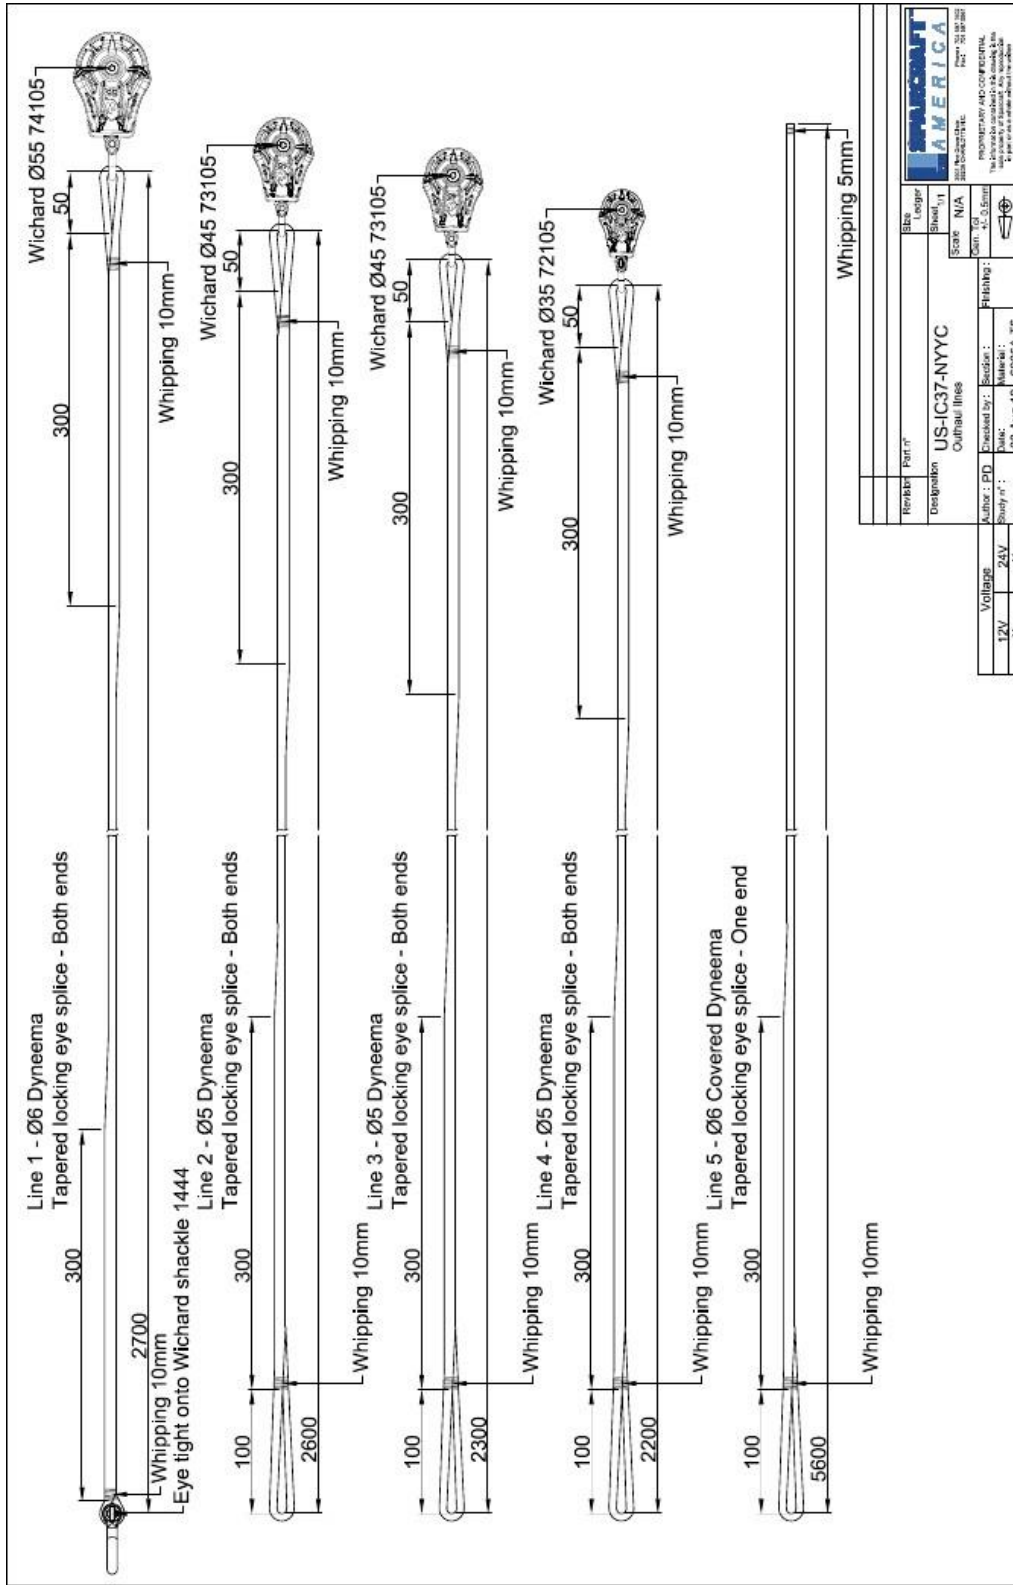 Line 1 - Ø6 Dyneema
Tapered locking eye splice - Both ends
Wichard Ø55 74105
300
300
50
2700
Whipping 10mm
Eye tight onto Wichard shackle 1444
Whipping 10mm
Line 2 - Ø5 Dyneema
Tapered locking eye splice - Both ends
Wichard Ø45 73105
100
300
300
50
2600
Whipping 10mm
Whipping 10mm
Line 3 - Ø5 Dyneema
Tapered locking eye splice - Both ends
Wichard Ø45 73105
100
300
300
50
2300
Whipping 10mm
Whipping 10mm
Line 4 - Ø5 Dyneema
Tapered locking eye splice - Both ends
Wichard Ø35 72105
100
300
300
50
2200
Whipping 10mm
Whipping 10mm
Line 5 - Ø6 Covered Dyneema
Tapered locking eye splice - One end
100
300
5600
Whipping 10mm
Whipping 5mm
Revision
Part n°
Size
Ledger
Designation
US-IC37-NYYC
Outhaul lines
Sheet 1/1
Scale N/A
SPARCRAFT
AMERICA
PROPRIETARY AND CONFIDENTIAL
Voltage
12V
24V
Author : PD
Checked by :
Section :
Finishing :
Gen. Tol
+/- 0.5mm
Study n° :
Date:
Material :